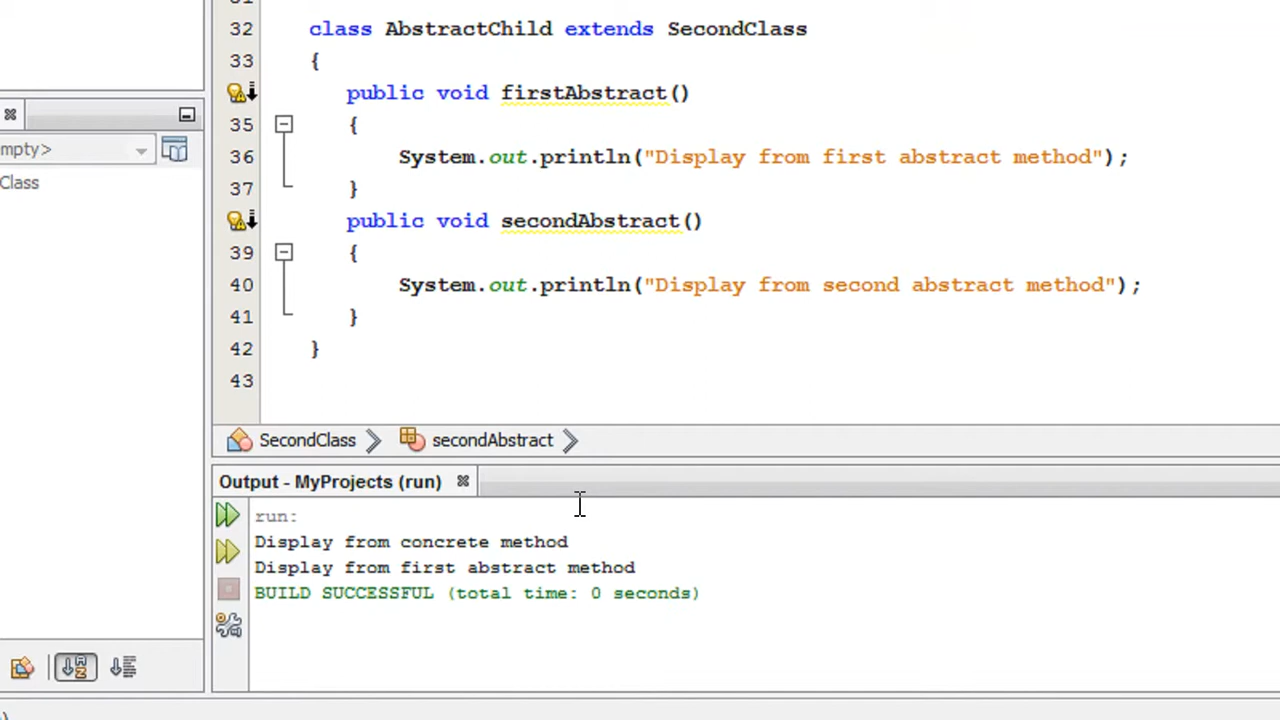 32 class AbstractChild extends SecondClass
33 {
public void firstAbstract()
35 {
36 System.out.println("Display from first abstract method");
37 }
public void secondAbstract()
39 {
40 System.out.println("Display from second abstract method");
41 }
42 }
43
mpty>
Class
SecondClass secondAbstract
Output - MyProjects (run)
run:
Display from concrete method
Display from first abstract method
BUILD SUCCESSFUL (total time: 0 seconds)